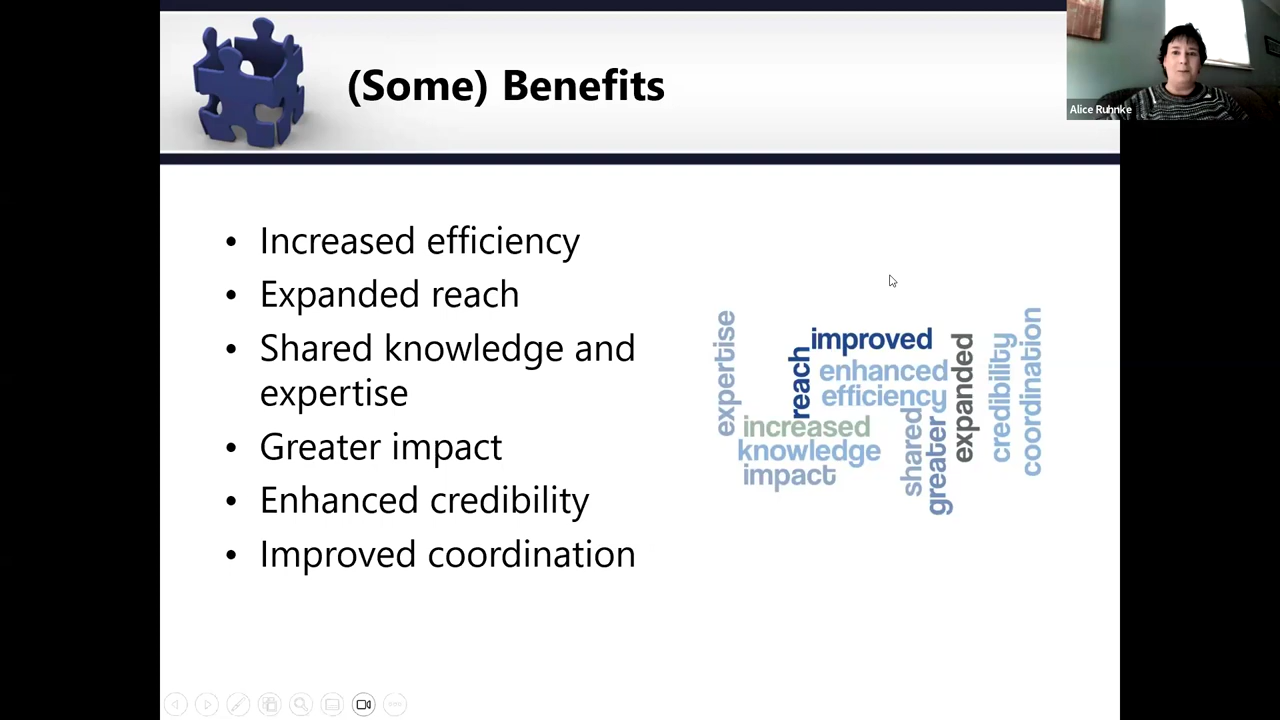 (Some) Benefits
Alice Ruhnke
• Increased efficiency
• Expanded reach
• Shared knowledge and
expertise
• Greater impact
• Enhanced credibility
• Improved coordination
expertise
reach
improved
enhanced
efficiency
increased
knowledge
impact
shared
greater
expanded
credibility
coordination